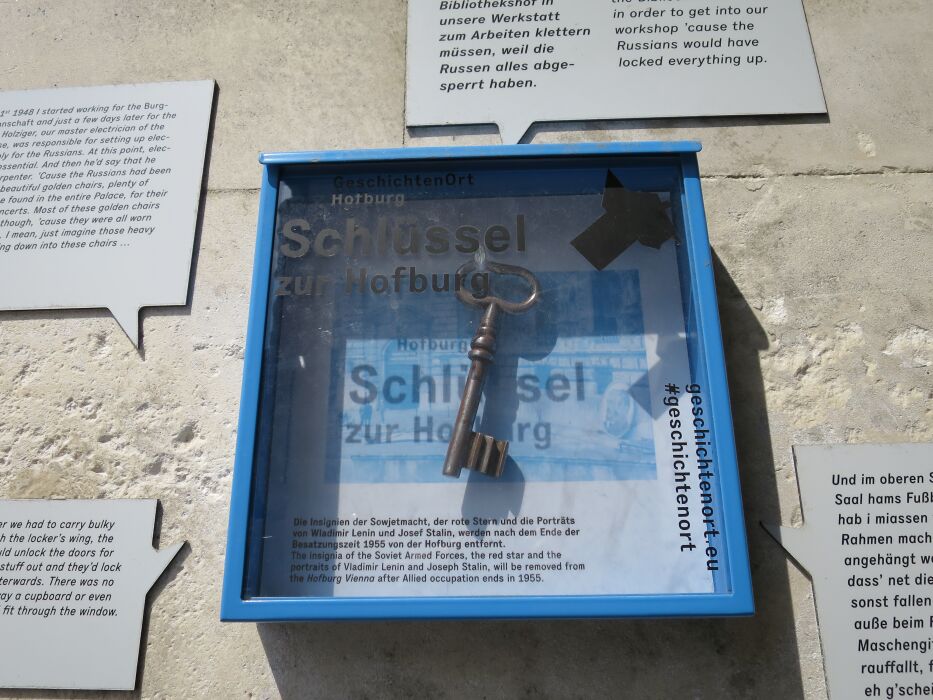 Bibliothekshof in
unsere Werkstatt
zum Arbeiten klettern
müssen, weil die
Russen alles abge-
sperrt haben.
in order to get into our
workshop 'cause the
Russians would have
locked everything up.
1st 1948 I started working for the Burg-
and just a few days later for the
Holziger, our master electrician of the
was responsible for setting up elec-
for the Russians. At this point, elec-
essential. And then he'd say that he
'Cause the Russians had been
beautiful golden chairs, plenty of
found in the entire Palace, for their
Most of these golden chairs
though, 'cause they were all worn
I mean, just imagine those heavy
down into these chairs ...
GeschichtenOrt
Hofburg
Schlüssel
zur Hofburg
Hofburg
Schlüssel
zur Hofburg
geschichtenort.eu
#geschichtenort
Die Insignien der Sowjetmacht, der rote Stern und die Porträts
von Wladimir Lenin und Josef Stalin, werden nach dem Ende der
Besatzungszeit 1955 von der Hofburg entfernt.
The insignia of the Soviet Armed Forces, the red star and the
portraits of Vladimir Lenin and Joseph Stalin, will be removed from
the Hofburg Vienna after Allied occupation ends in 1955.
we had to carry bulky
the locker's wing, the
unlock the doors for
stuff out and they'd lock
There was no
a cupboard or even
fit through the window.
Und im oberen
Saal hams Fußb
hab i miassen
Rahmen mach
angehängt
dass' net die
sonst fallen
auße beim
Maschengi
rauffallt,
eh g'schei